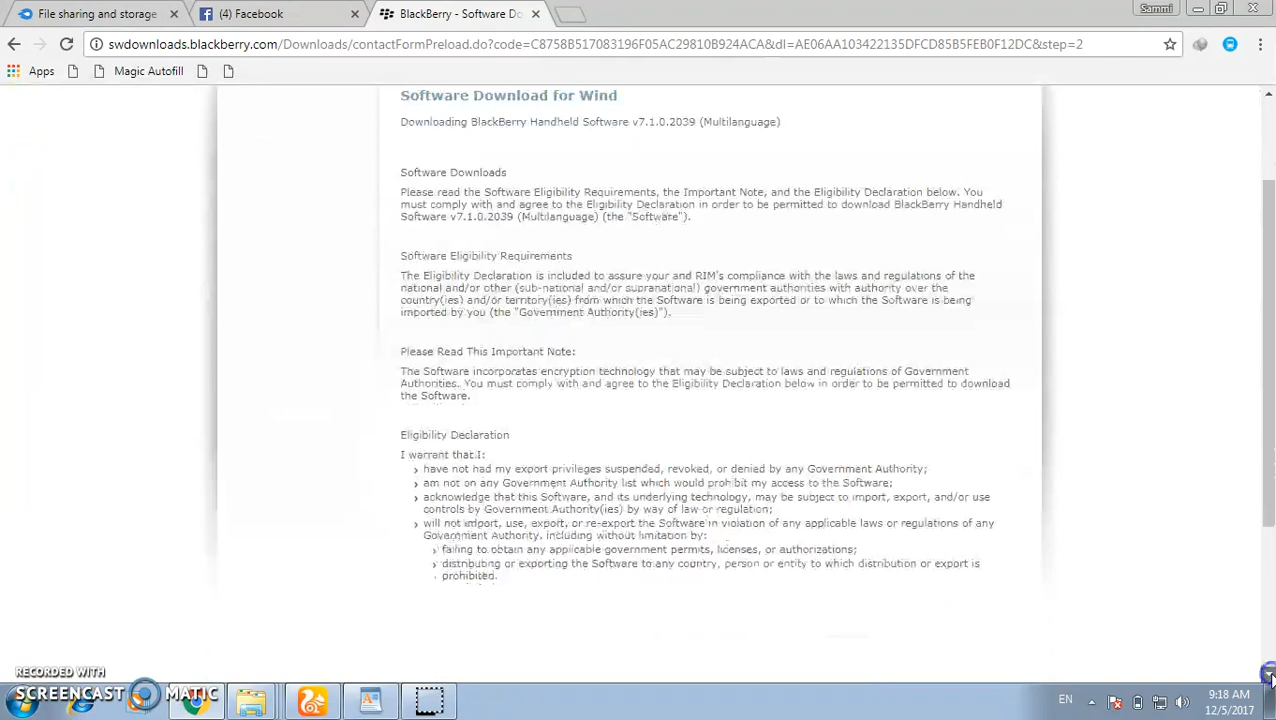 File sharing and storage
(4) Facebook
BlackBerry - Software Do
Sammi
swdownloads.blackberry.com/Downloads/contactFormPreload.do?code=C8758B517083196F05AC29810B924ACA&dl=AE06AA103422135DFCD85B5FEB0F12DC&step=2
Apps
Magic Autofill
Software Download for Wind
Downloading BlackBerry Handheld Software v7.1.0.2039 (Multilanguage)
Software Downloads
Please read the Software Eligibility Requirements, the Important Note, and the Eligibility Declaration below. You
must comply with and agree to the Eligibility Declaration in order to be permitted to download BlackBerry Handheld
Software v7.1.0.2039 (Multilanguage) (the "Software").
Software Eligibility Requirements
The Eligibility Declaration is included to assure your and RIM's compliance with the laws and regulations of the
national and/or other (sub-national and/or supranational) government authorities with authority over the
country(ies) and/or territory(ies) from which the Software is being exported or to which the Software is being
imported by you (the "Government Authority(ies)").
Please Read This Important Note:
The Software incorporates encryption technology that may be subject to laws and regulations of Government
Authorities. You must comply with and agree to the Eligibility Declaration below in order to be permitted to download
the Software.
Eligibility Declaration
I warrant that I:
have not had my export privileges suspended, revoked, or denied by any Government Authority;
am not on any Government Authority list which would prohibit my access to the Software;
acknowledge that this Software, and its underlying technology, may be subject to import, export, and/or use
controls by Government Authority(ies) by way of law or regulation;
will not import, use, export, or re-export the Software in violation of any applicable laws or regulations of any
Government Authority, including without limitation by:
failing to obtain any applicable government permits, licenses, or authorizations;
distributing or exporting the Software to any country, person or entity to which distribution or export is
prohibited.
RECORDED WITH
SCREENCAST MATIC
EN
9:18 AM
12/5/2017